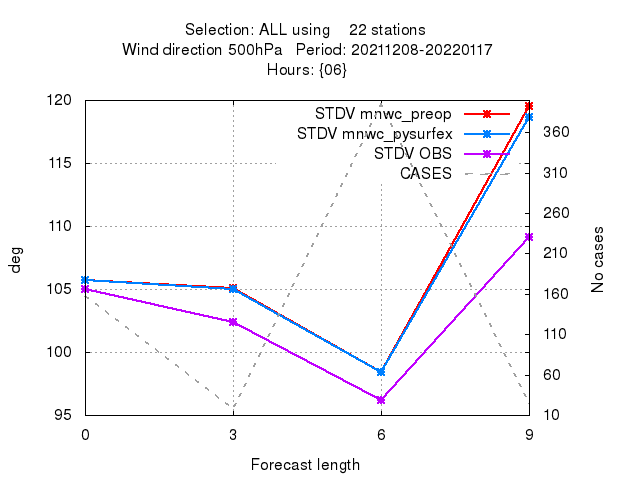 Selection: ALL using 22 stations
Wind direction 500hPa Period: 20211208-20220117
Hours: {06}
STDV mnwc_preop
STDV mnwc_pysurfex
STDV OBS
CASES
deg
120
115
110
105
100
95
360
310
260
210
160
110
60
10
No cases
0 3 6 9
Forecast length